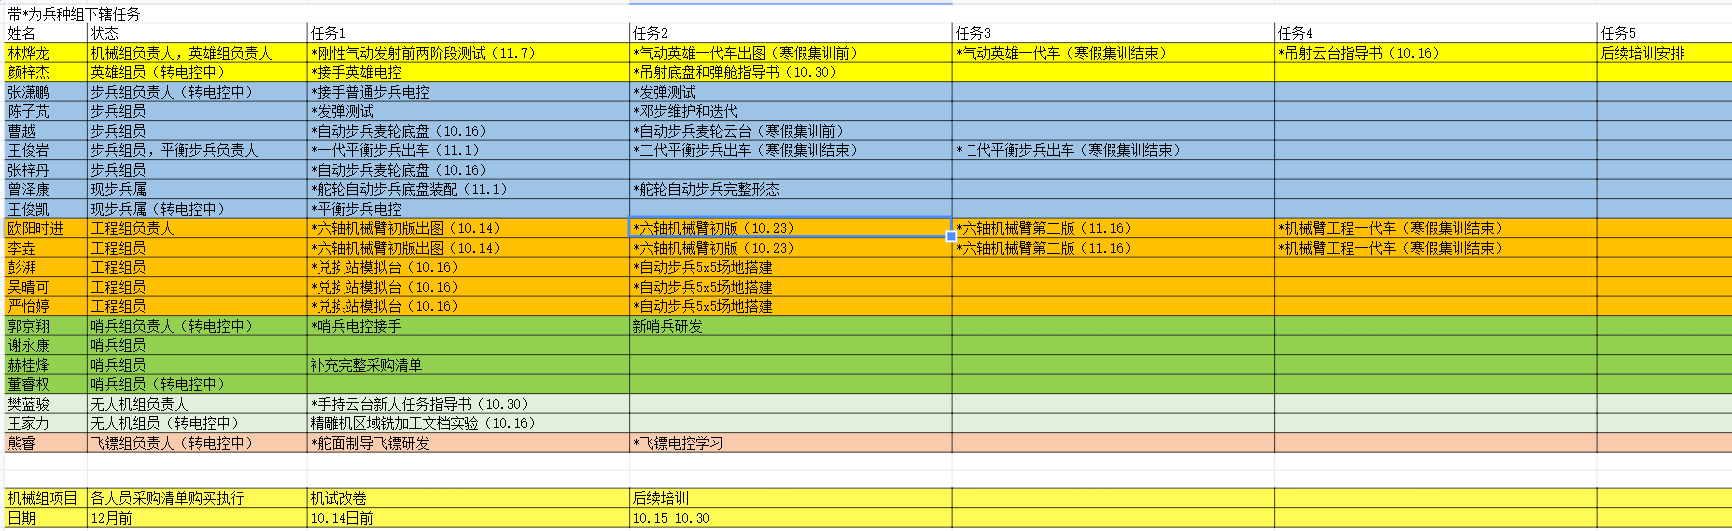 带*为兵种组下辖任务
姓名 状态 任务1 任务2 任务3 任务4 任务5
林烨龙 机械组负责人，英雄组负责人 *刚性气动发射前两阶段测试（11.7） *气动英雄一代车出图（寒假集训前） *气动英雄一代车（寒假集训结束） *吊射云台指导书（10.16） 后续培训安排
颜梓杰 英雄组员（转电控中） *接手英雄电控 *吊射底盘和弹舱指导书（10.30）
张潇鹏 步兵组负责人（转电控中） *接手普通步兵电控 *发弹测试
陈子芃 步兵组员 *发弹测试 *邓步维护和迭代
曹越 步兵组员 *自动步兵麦轮底盘（10.16） *自动步兵麦轮云台（寒假集训前）
王俊岩 步兵组员，平衡步兵负责人 *一代平衡步兵出车（11.1） *二代平衡步兵出车（寒假集训结束） *二代平衡步兵出车（寒假集训结束）
张梓丹 步兵组员 *自动步兵麦轮底盘（10.16）
曾泽康 现步兵属 *舵轮自动步兵底盘装配（11.1） *舵轮自动步兵完整形态
王俊凯 现步兵属（转电控中） *平衡步兵电控
欧阳时进 工程组负责人 *六轴机械臂初版出图（10.14） *六轴机械臂初版（10.23） *六轴机械臂第二版（11.16） *机械臂工程一代车（寒假集训结束）
李垚 工程组员 *六轴机械臂初版出图（10.14） *六轴机械臂初版（10.23） *六轴机械臂第二版（11.16） *机械臂工程一代车（寒假集训结束）
彭湃 工程组员 *兑换站模拟台（10.16） *自动步兵5x5场地搭建
吴晴可 工程组员 *兑换站模拟台（10.16） *自动步兵5x5场地搭建
严怡婷 工程组员 *兑换站模拟台（10.16） *自动步兵5x5场地搭建
郭京翔 哨兵组负责人（转电控中） *哨兵电控接手 新哨兵研发
谢永康 哨兵组员
赫桂烽 哨兵组员 补充完整采购清单
董睿权 哨兵组员（转电控中）
樊蓝骏 无人机组负责人 *手持云台新人任务指导书（10.30）
王家力 无人机组员（转电控中） 精雕机区域铣加工文档实验（10.16）
熊睿 飞镖组负责人（转电控中） *舵面制导飞镖研发 *飞镖电控学习
机械组项目 各人员采购清单购买执行 机试改卷 后续培训
日期 12月前 10.14日前 10.15 10.30